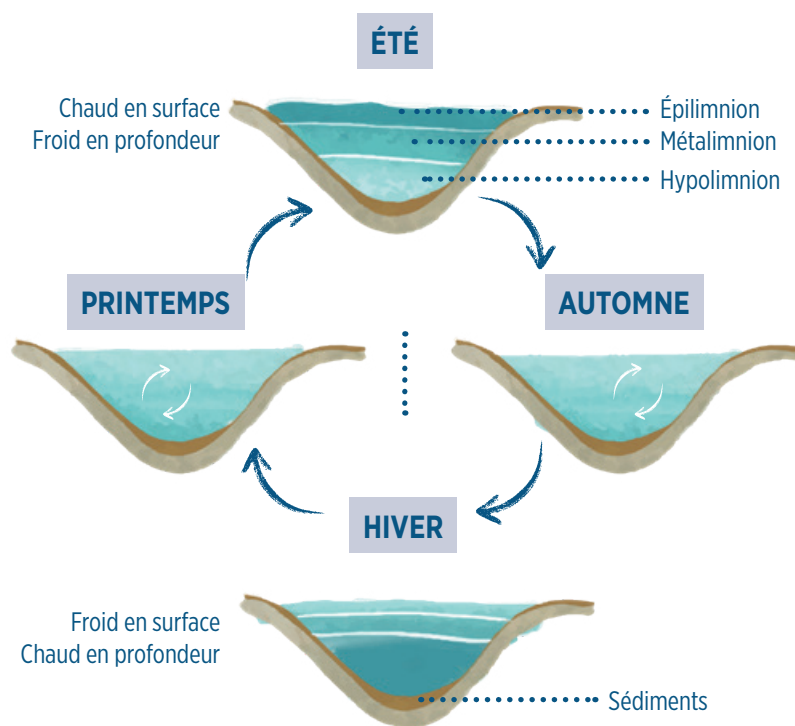 ÉTÉ
Chaud en surface
Froid en profondeur
Épilimnion
Métalimnion
Hypolimnion
PRINTEMPS
AUTOMNE
HIVER
Froid en surface
Chaud en profondeur
Sédiments